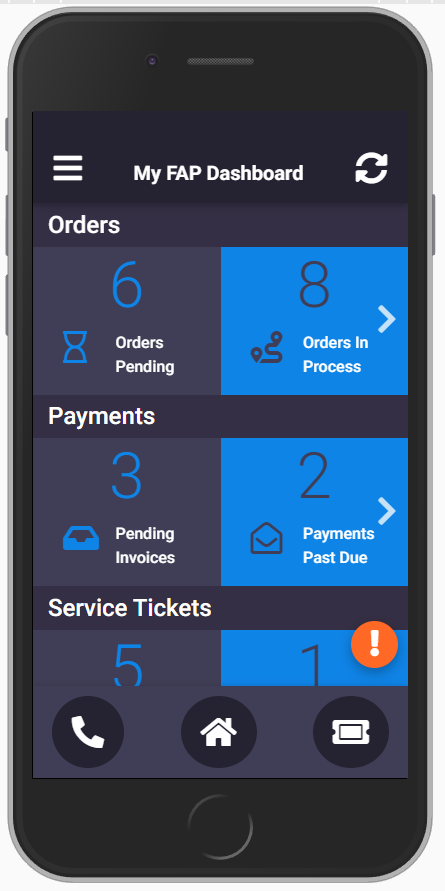 My FAP Dashboard
Orders
6
8
Orders
Pending
Orders In
Process
Payments
3
2
Pending
Invoices
Payments
Past Due
Service Tickets
5
1
!